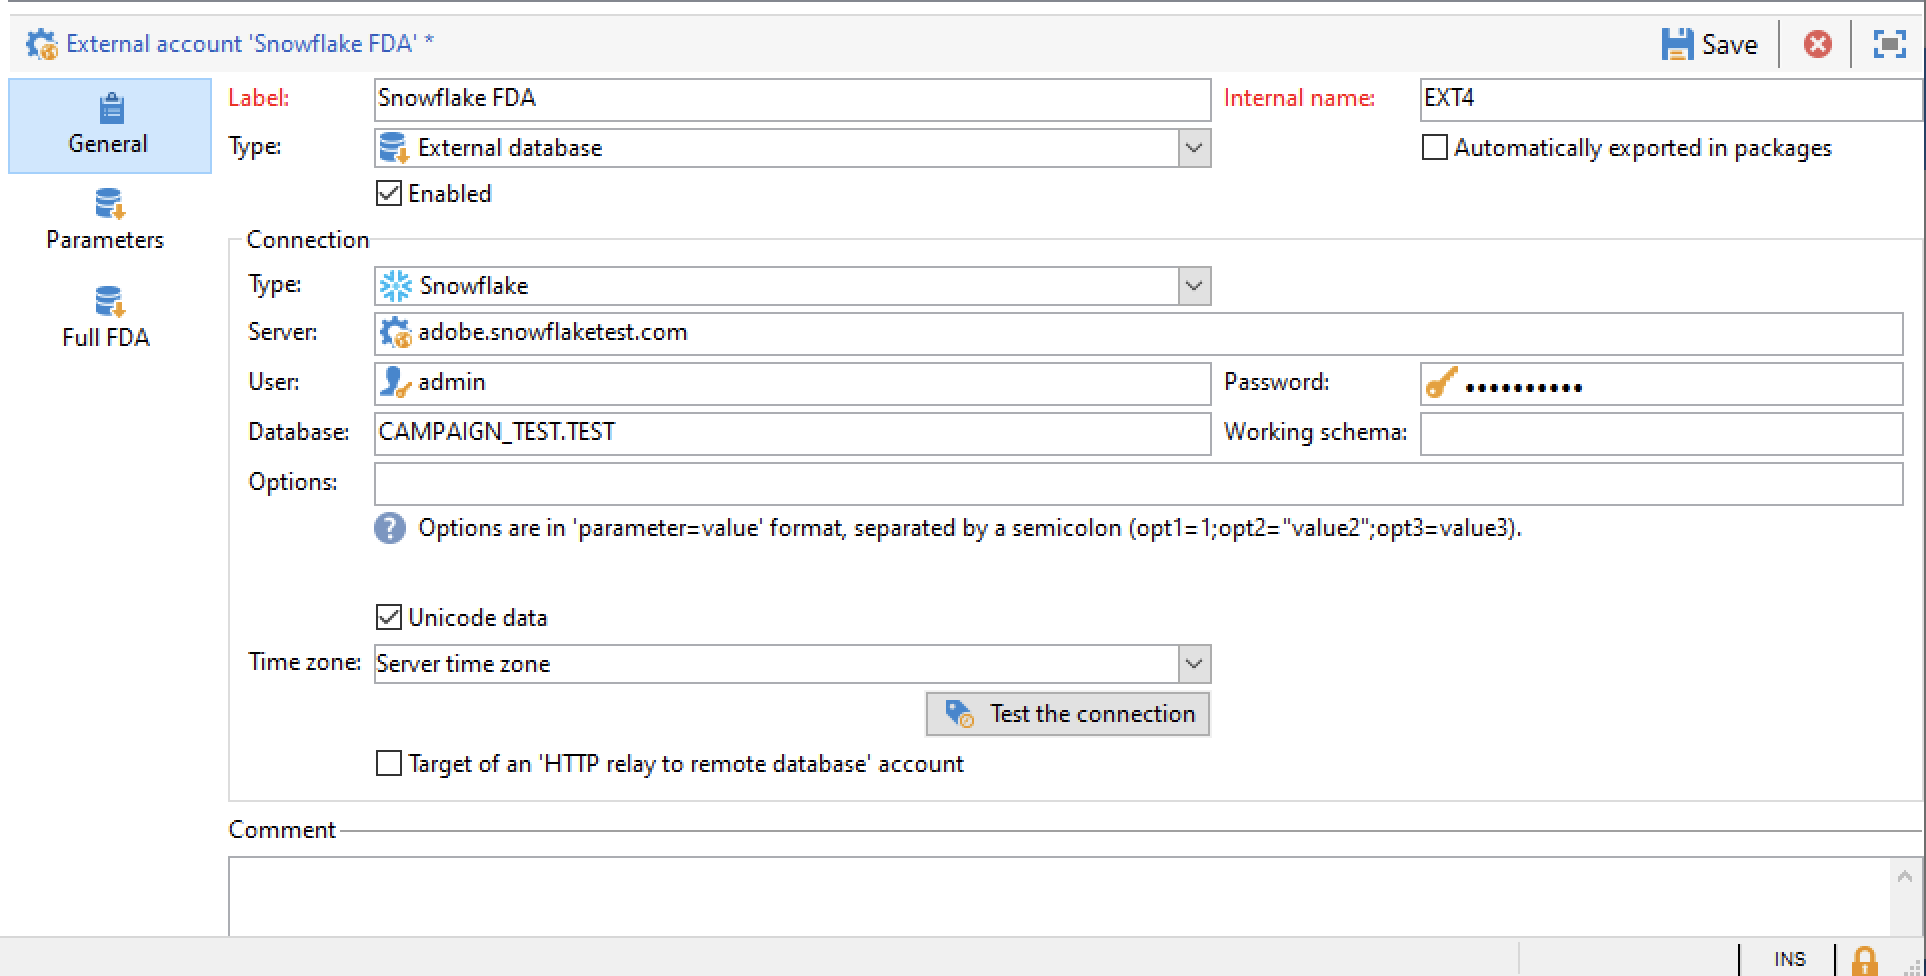 External account 'Snowflake FDA' *
Save
General
Parameters
Full FDA
Label: Snowflake FDA Internal name: EXT4
Type: External database Automatically exported in packages
Enabled
Connection
Type: Snowflake
Server: adobe.snowflaketest.com
User: admin Password: ••••••••••
Database: CAMPAIGN_TEST.TEST Working schema:
Options:
? Options are in 'parameter=value' format, separated by a semicolon (opt1=1;opt2="value2";opt3=value3).
Unicode data
Time zone: Server time zone
Test the connection
Target of an 'HTTP relay to remote database' account
Comment
INS